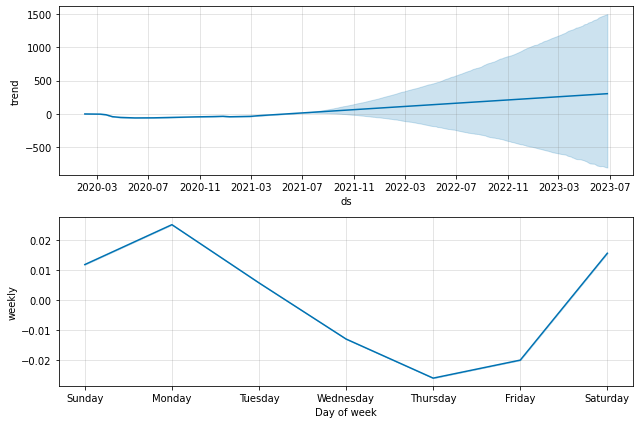 1500
1000
500
0
−500
trend
2020-03 2020-07 2020-11 2021-03 2021-07 2021-11 2022-03 2022-07 2022-11 2023-03 2023-07
ds
0.02
0.01
0.00
−0.01
−0.02
weekly
Sunday Monday Tuesday Wednesday Thursday Friday Saturday
Day of week